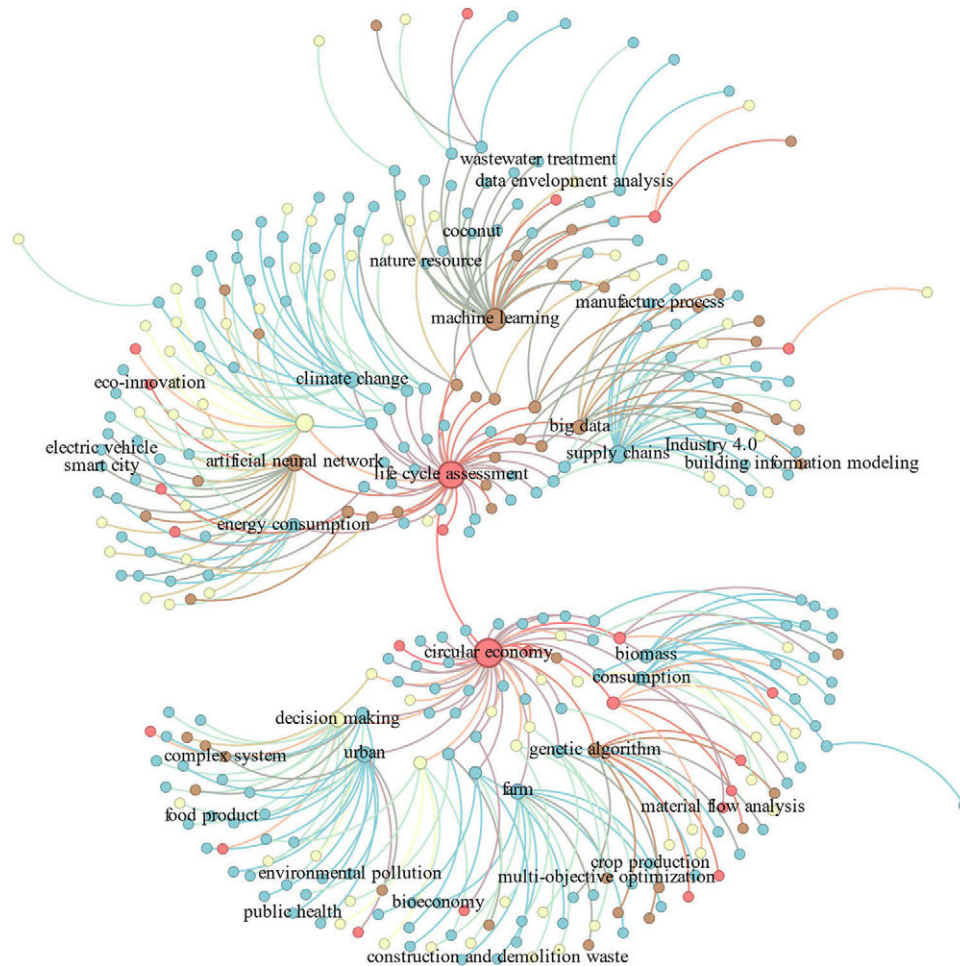 wastewater treatment
data envelopment analysis
coconut
nature resource
manufacture process
machine learning
climate change
eco-innovation
big data
electric vehicle
Industry 4.0
supply chains
smart city
artificial neural network
building information modeling
life cycle assessment
energy consumption
circular economy
biomass
consumption
decision making
urban
genetic algorithm
complex system
farm
material flow analysis
food product
crop production
environmental pollution
multi-objective optimization
bioeconomy
public health
construction and demolition waste